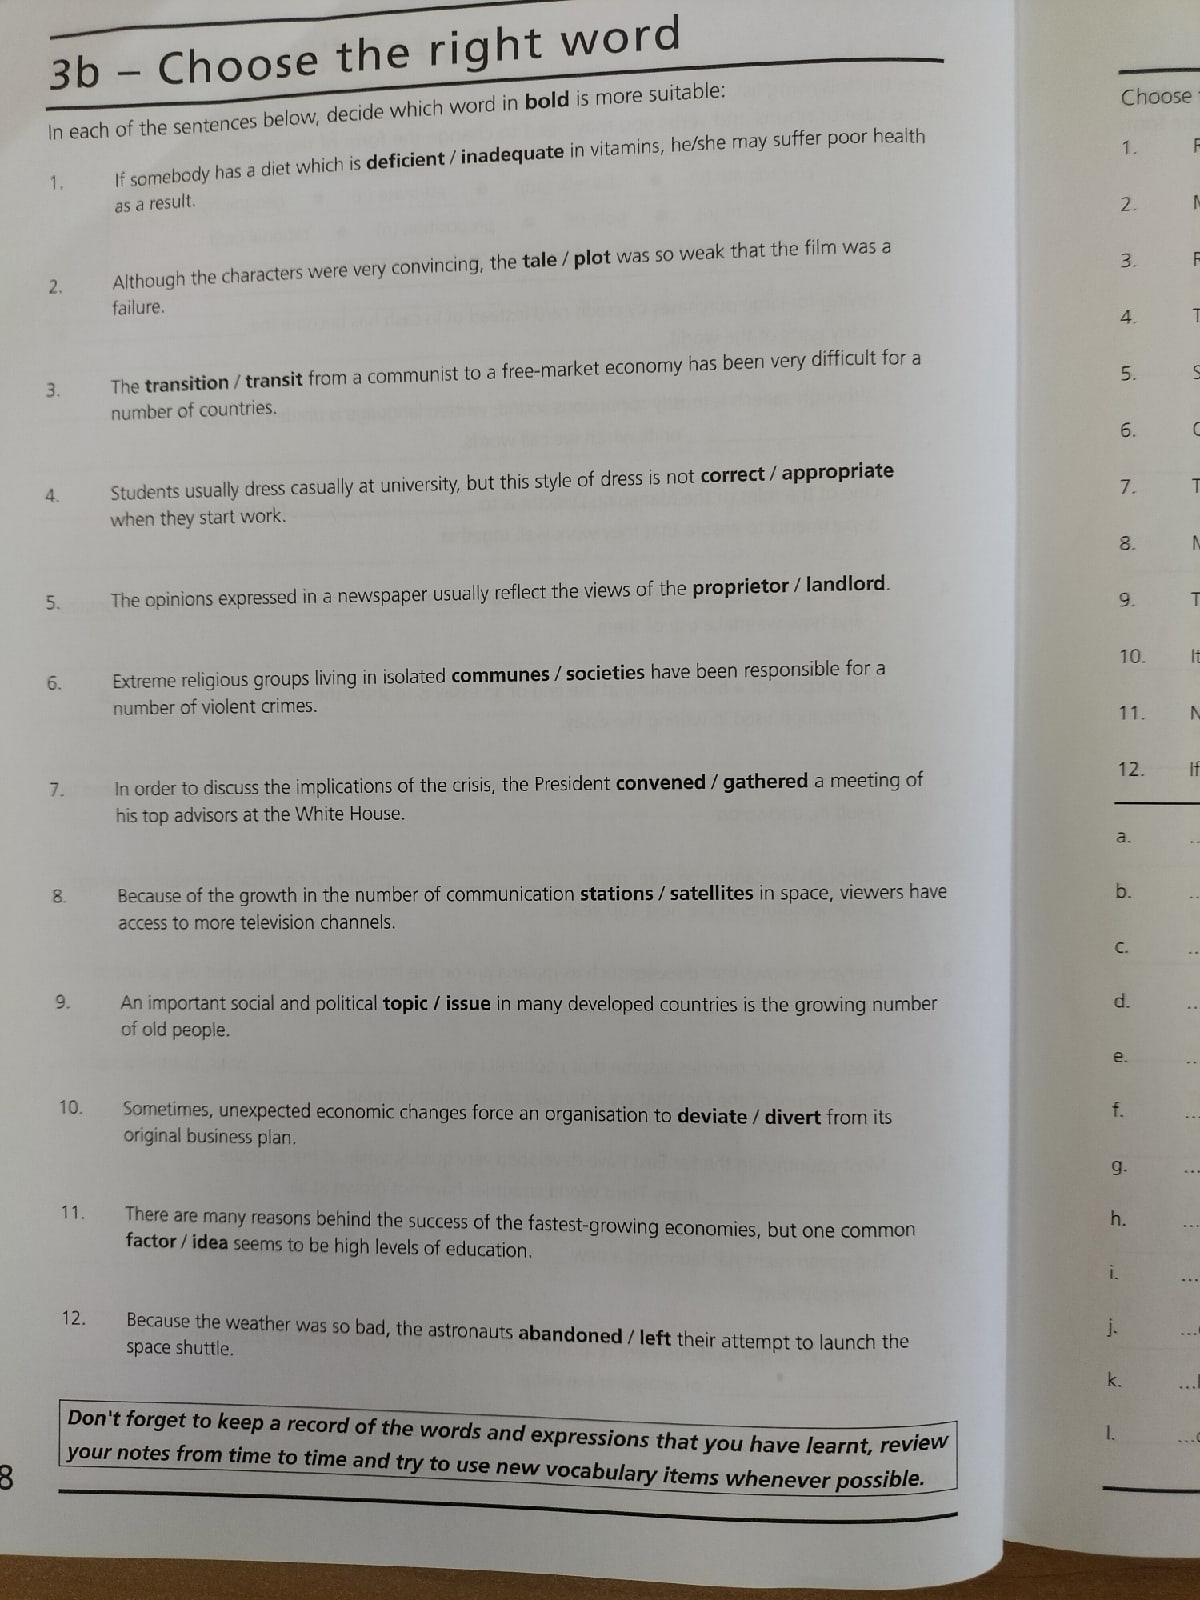 3b – Choose the right word
In each of the sentences below, decide which word in bold is more suitable:
1. If somebody has a diet which is deficient / inadequate in vitamins, he/she may suffer poor health
as a result.
2. Although the characters were very convincing, the tale / plot was so weak that the film was a
failure.
3. The transition / transit from a communist to a free-market economy has been very difficult for a
number of countries.
4. Students usually dress casually at university, but this style of dress is not correct / appropriate
when they start work.
5. The opinions expressed in a newspaper usually reflect the views of the proprietor / landlord.
6. Extreme religious groups living in isolated communes / societies have been responsible for a
number of violent crimes.
7. In order to discuss the implications of the crisis, the President convened / gathered a meeting of
his top advisors at the White House.
8. Because of the growth in the number of communication stations / satellites in space, viewers have
access to more television channels.
9. An important social and political topic / issue in many developed countries is the growing number
of old people.
10. Sometimes, unexpected economic changes force an organisation to deviate / divert from its
original business plan.
11. There are many reasons behind the success of the fastest-growing economies, but one common
factor / idea seems to be high levels of education.
12. Because the weather was so bad, the astronauts abandoned / left their attempt to launch the
space shuttle.
Don't forget to keep a record of the words and expressions that you have learnt, review
your notes from time to time and try to use new vocabulary items whenever possible.
8
Choose
1.
2.
3.
4.
5.
6.
7.
8.
9.
10. It
11.
12. If
a.
b.
c.
d.
e.
f.
g.
h.
i.
j.
k.
l.